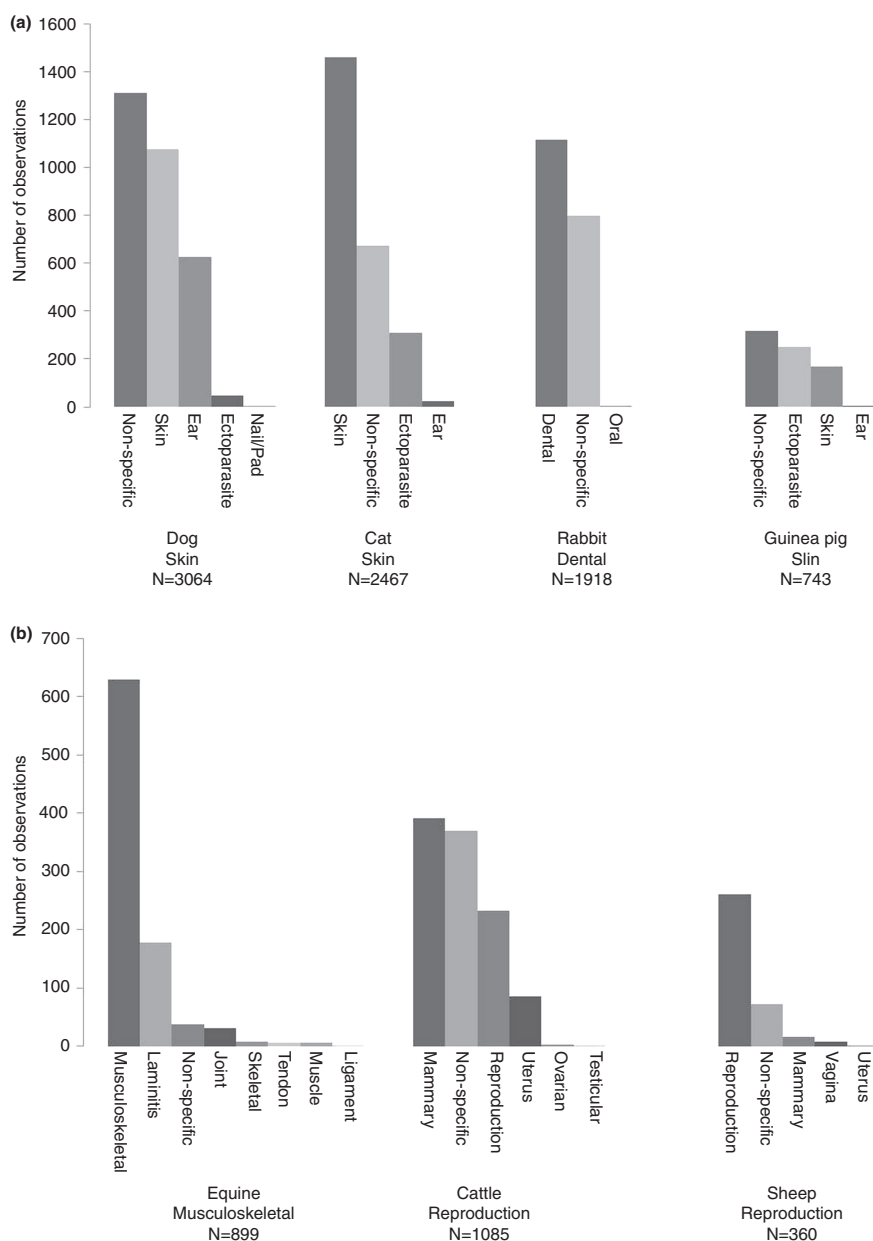 (a)
Number of observations
1600
1400
1200
1000
800
600
400
200
0
Non-specific
Skin
Ear
Ectoparasite
Nail/Pad
Skin
Non-specific
Ectoparasite
Ear
Dental
Non-specific
Oral
Non-specific
Ectoparasite
Skin
Ear
Dog
Skin
N=3064
Cat
Skin
N=2467
Rabbit
Dental
N=1918
Guinea pig
Slin
N=743
(b)
Number of observations
700
600
500
400
300
200
100
0
Musculoskeletal
Laminitis
Non-specific
Joint
Skeletal
Tendon
Muscle
Ligament
Mammary
Non-specific
Reproduction
Uterus
Ovarian
Testicular
Reproduction
Non-specific
Mammary
Vagina
Uterus
Equine
Musculoskeletal
N=899
Cattle
Reproduction
N=1085
Sheep
Reproduction
N=360